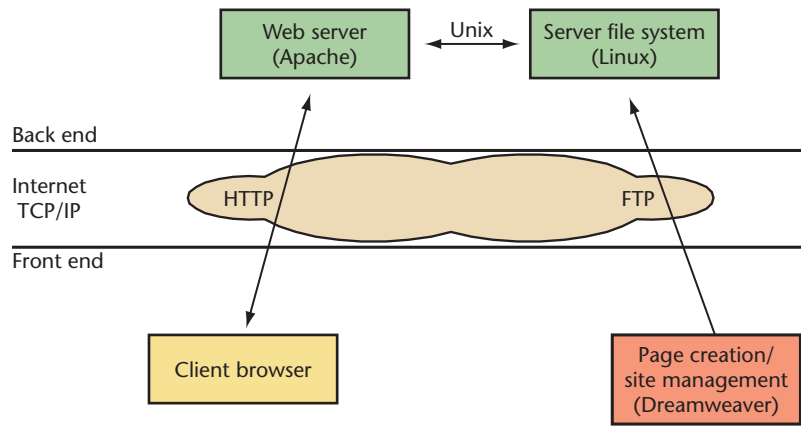 Web server
(Apache)
Unix
Server file system
(Linux)
Back end
Internet
TCP/IP
HTTP
FTP
Front end
Client browser
Page creation/
site management
(Dreamweaver)